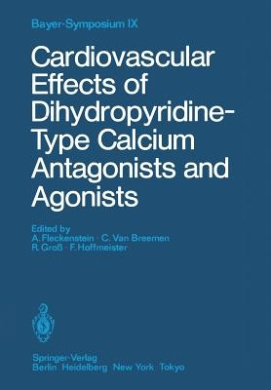 Bayer-Symposium IX
Cardiovascular
Effects of
Dihydropyridine-
Type Calcium
Antagonists and
Agonists
Edited by
A. Fleckenstein · C. Van Breemen
R. Groß · F. Hoffmeister
Springer-Verlag
Berlin Heidelberg New York Tokyo